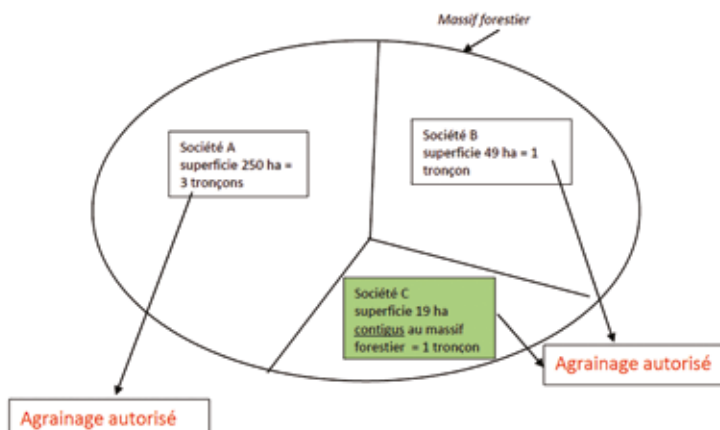 Massif forestier
Société A
superficie 250 ha =
3 tronçons
Société B
superficie 49 ha = 1
tronçon
Société C
superficie 19 ha
contigus au massif
forestier = 1 tronçon
Agrainage autorisé
Agrainage autorisé